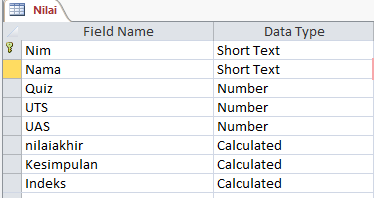 Nilai
Field Name Data Type
Nim Short Text
Nama Short Text
Quiz Number
UTS Number
UAS Number
nilaiakhir Calculated
Kesimpulan Calculated
Indeks Calculated